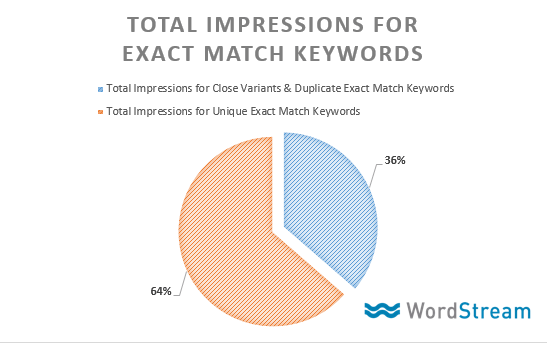 TOTAL IMPRESSIONS FOR
EXACT MATCH KEYWORDS
Total Impressions for Close Variants & Duplicate Exact Match Keywords
Total Impressions for Unique Exact Match Keywords
36%
64%
WordStream